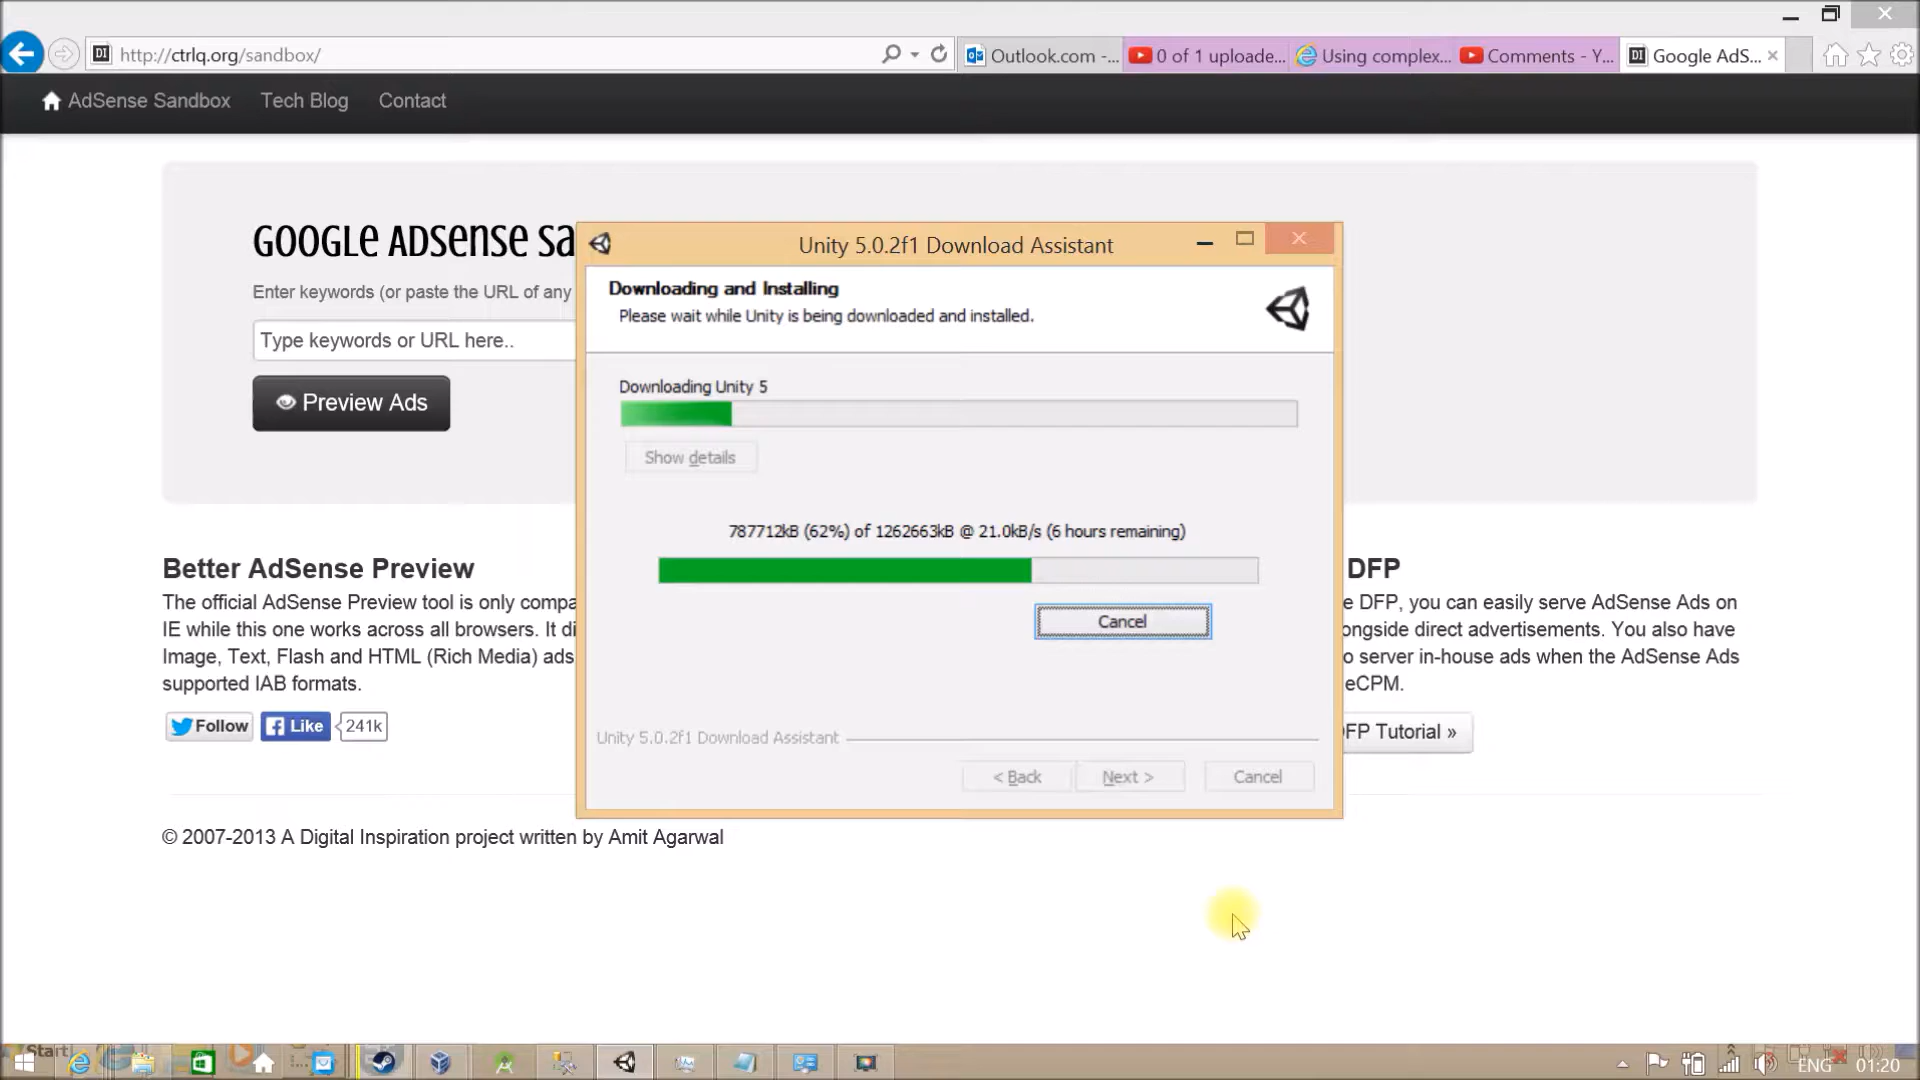 http://ctrlq.org/sandbox/
Outlook.com -...
0 of 1 uploade...
Using complex...
Comments - Y...
Google AdS...
AdSense Sandbox
Tech Blog
Contact
GOOGLE ADSENSE SA
Enter keywords (or paste the URL of any
Type keywords or URL here..
Preview Ads
Unity 5.0.2f1 Download Assistant
Downloading and Installing
Please wait while Unity is being downloaded and installed.
Downloading Unity 5
Show details
787712kB (62%) of 1262663kB @ 21.0kB/s (6 hours remaining)
Cancel
Unity 5.0.2f1 Download Assistant
< Back
Next >
Cancel
Better AdSense Preview
The official AdSense Preview tool is only compa
IE while this one works across all browsers. It di
Image, Text, Flash and HTML (Rich Media) ads
supported IAB formats.
Follow
Like
241k
DFP
e DFP, you can easily serve AdSense Ads on
ongside direct advertisements. You also have
o server in-house ads when the AdSense Ads
eCPM.
FP Tutorial »
© 2007-2013 A Digital Inspiration project written by Amit Agarwal
Start
ENG
01:20